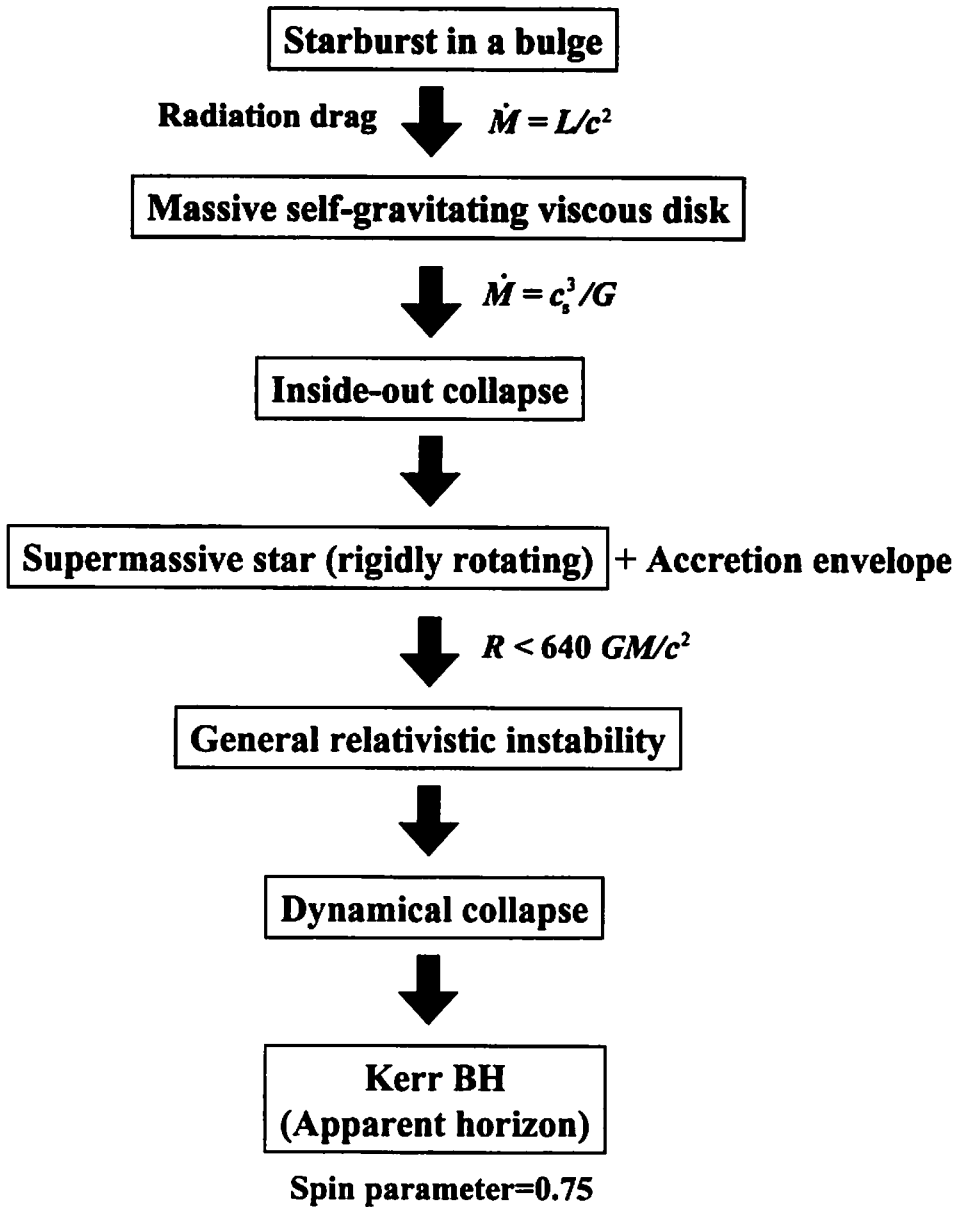 Starburst in a bulge
Radiation drag Ṁ = L/c²
Massive self-gravitating viscous disk
Ṁ = cₛ³/G
Inside-out collapse
Supermassive star (rigidly rotating) + Accretion envelope
R < 640 GM/c²
General relativistic instability
Dynamical collapse
Kerr BH
(Apparent horizon)
Spin parameter=0.75